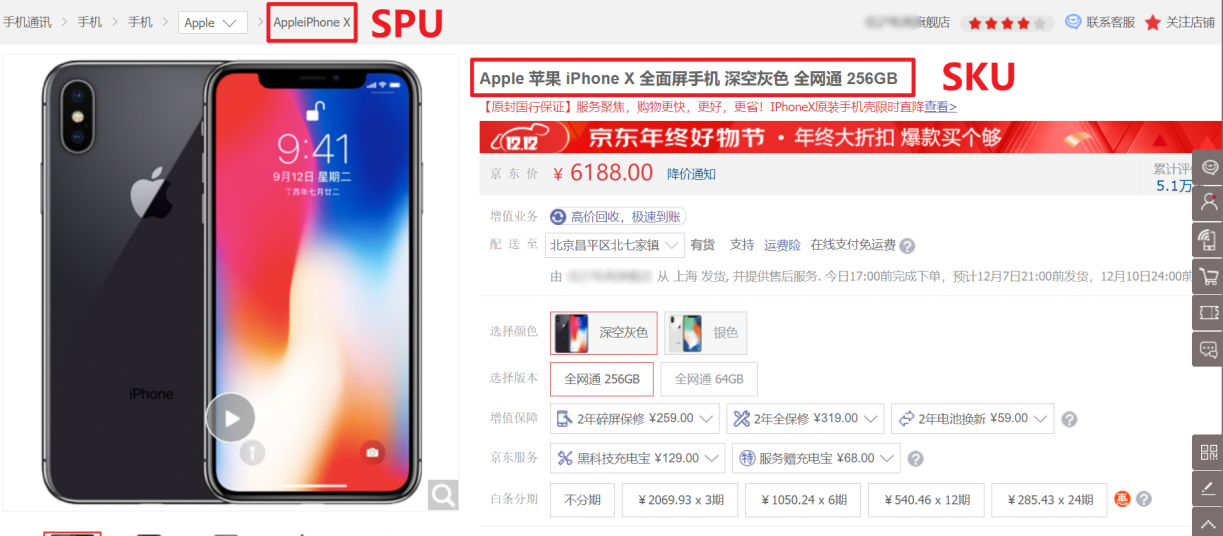 手机通讯 > 手机 > 手机 > Apple > AppleiPhone X SPU
旗舰店 联系客服 关注店铺
Apple 苹果 iPhone X 全面屏手机 深空灰色 全网通 256GB SKU
【原封国行保证】服务聚焦，购物更快，更好，更省！IPhoneX原装手机壳限时直降查看>
12.12 京东年终好物节·年终大折扣 爆款买个够
京东价 ¥ 6188.00 降价通知
累计评
5.1万
9:41
9月12日 星期二
丁酉年七月廿二
iPhone
增值业务 高价回收，极速到账
配送至 北京昌平区北七家镇 有货 支持 运费险 在线支付免运费
由 从 上海 发货, 并提供售后服务. 今日17:00前完成下单，预计12月7日21:00前发货，12月10日24:00前
选择颜色 深空灰色 银色
选择版本 全网通 256GB 全网通 64GB
增值保障 2年碎屏保修 ¥259.00 2年全保修 ¥319.00 2年电池换新 ¥59.00
京东服务 黑科技充电宝 ¥129.00 特 服务赠充电宝 ¥68.00
白条分期 不分期 ¥2069.93 x 3期 ¥1050.24 x 6期 ¥540.46 x 12期 ¥285.43 x 24期 惠